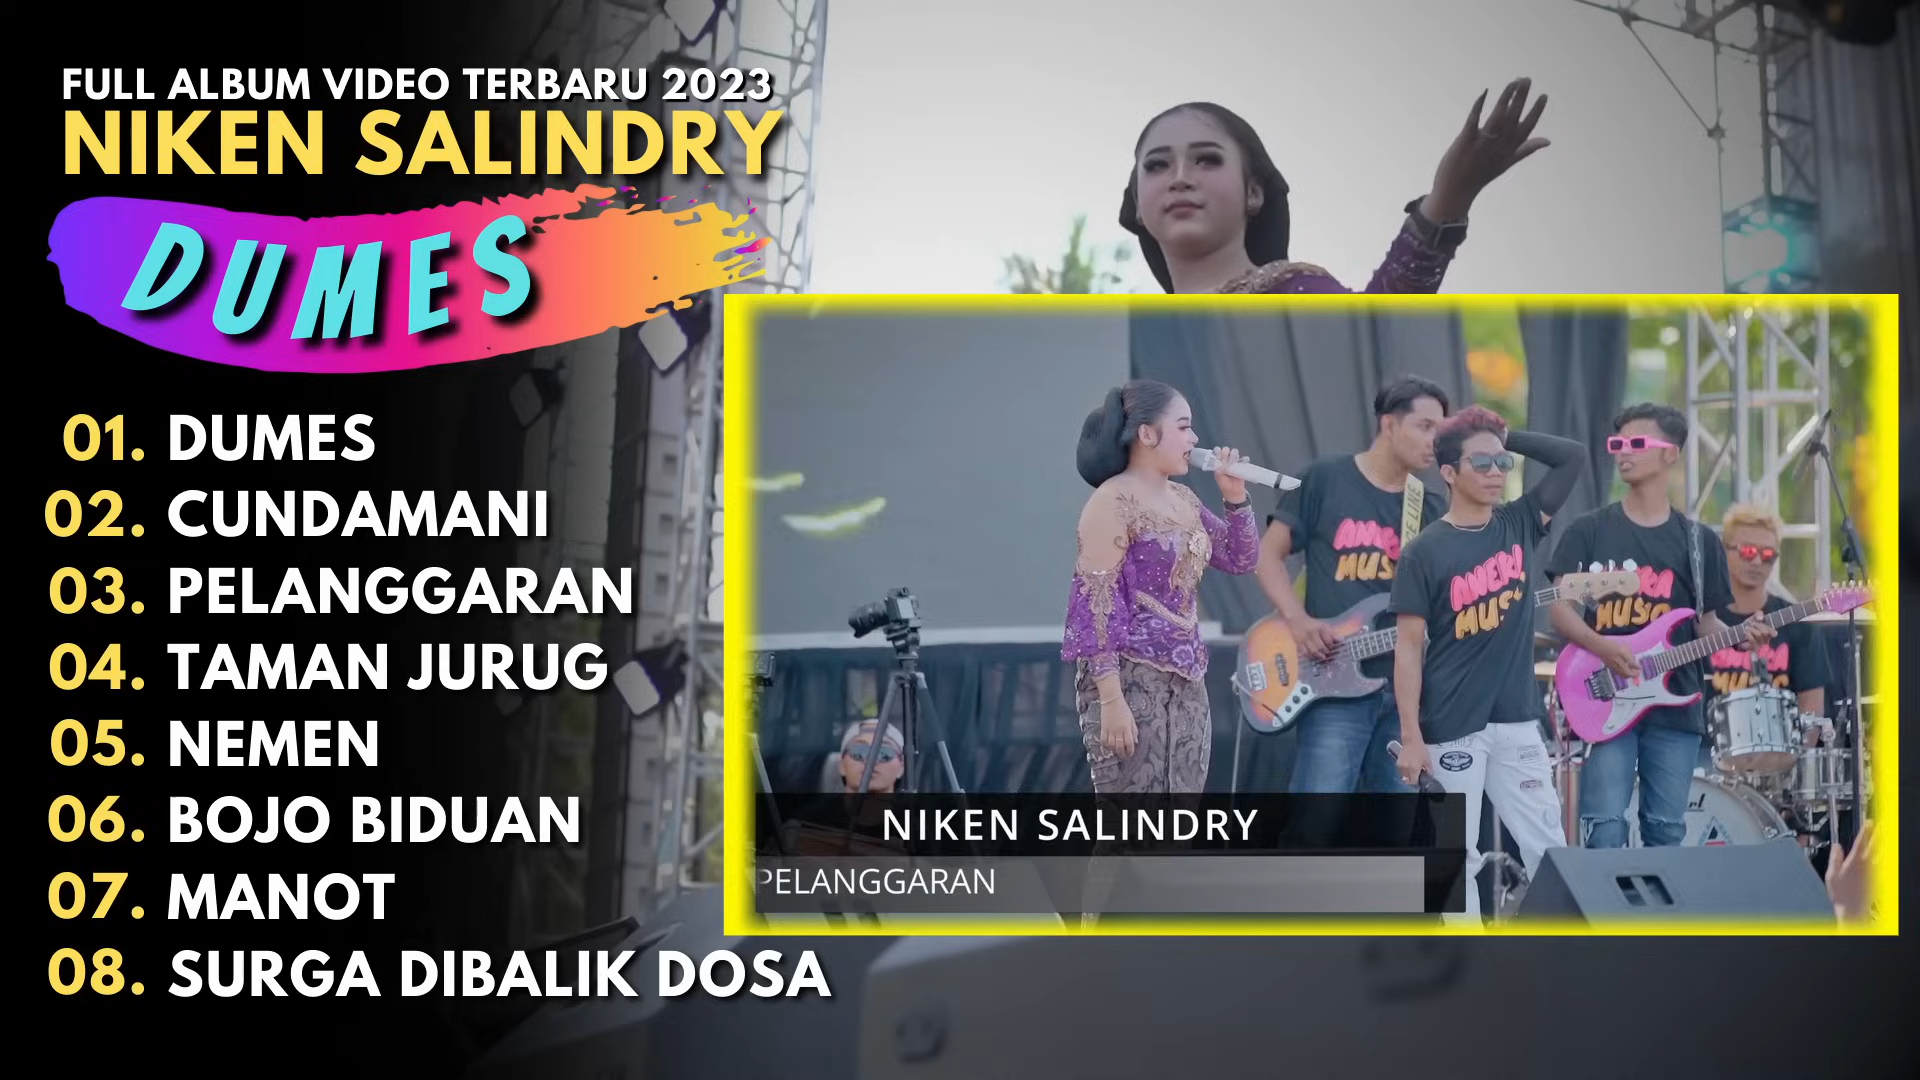 FULL ALBUM VIDEO TERBARU 2023
NIKEN SALINDRY
DUMES
01. DUMES
02. CUNDAMANI
03. PELANGGARAN
04. TAMAN JURUG
05. NEMEN
06. BOJO BIDUAN
07. MANOT
08. SURGA DIBALIK DOSA
NIKEN SALINDRY
PELANGGARAN